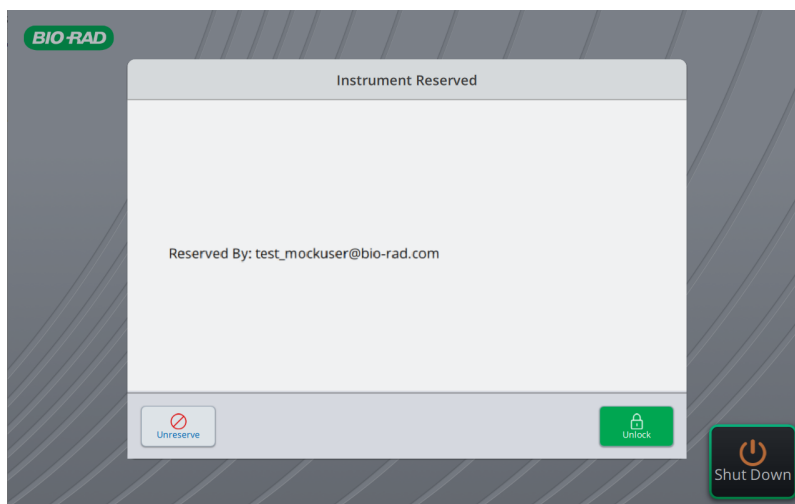 BIO-RAD
Instrument Reserved
Reserved By: test_mockuser@bio-rad.com
Unreserve
Unlock
Shut Down